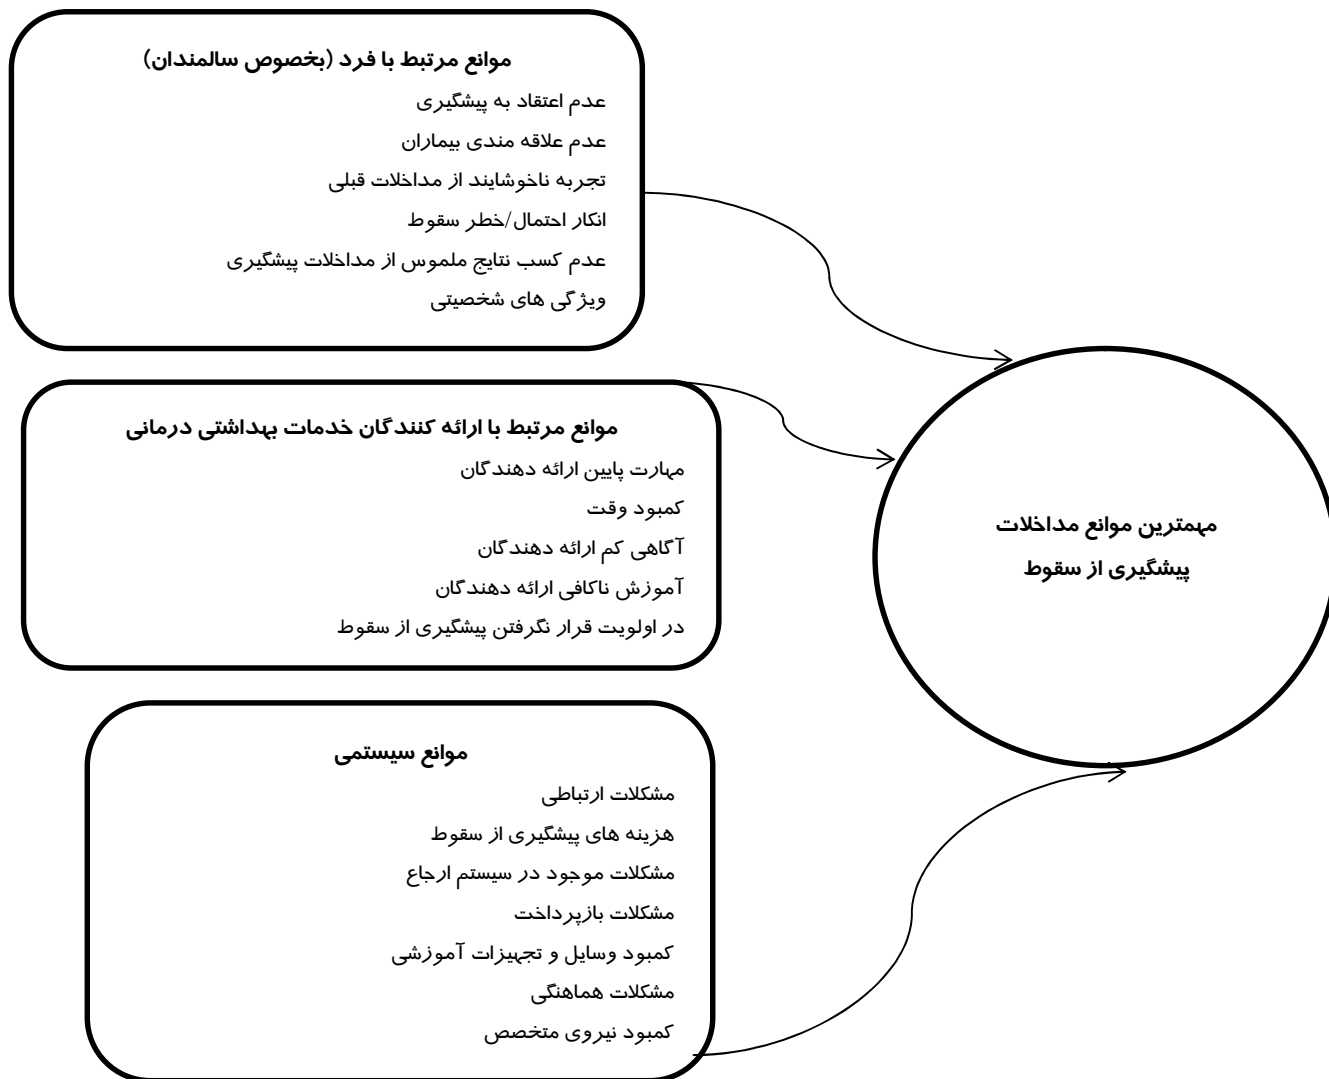 موانع مرتبط با فرد (بخصوص سالمندان)
عدم اعتقاد به پیشگیری
عدم علاقه مندی بیماران
تجربه ناخوشایند از مداخلات قبلی
انکار احتمال/خطر سقوط
عدم کسب نتایج ملموس از مداخلات پیشگیری
ویژگی های شخصیتی
موانع مرتبط با ارائه کنندگان خدمات بهداشتی درمانی
مهارت پایین ارائه دهندگان
کمبود وقت
آگاهی کم ارائه دهندگان
آموزش ناکافی ارائه دهندگان
در اولویت قرار نگرفتن پیشگیری از سقوط
موانع سیستمی
مشکلات ارتباطی
هزینه های پیشگیری از سقوط
مشکلات موجود در سیستم ارجاع
مشکلات بازپرداخت
کمبود وسایل و تجهیزات آموزشی
مشکلات هماهنگی
کمبود نیروی متخصص
مهمترین موانع مداخلات
پیشگیری از سقوط